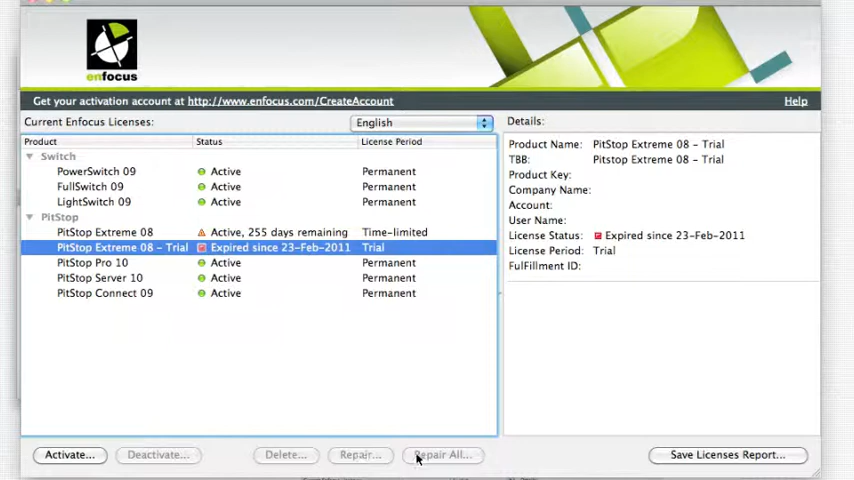 enfocus
Get your activation account at http://www.enfocus.com/CreateAccount Help
Current Enfocus Licenses: English Details:
Product Status License Period
Switch
PowerSwitch 09 Active Permanent
FullSwitch 09 Active Permanent
LightSwitch 09 Active Permanent
PitStop
PitStop Extreme 08 Active, 255 days remaining Time-limited
PitStop Extreme 08 - Trial Expired since 23-Feb-2011 Trial
PitStop Pro 10 Active Permanent
PitStop Server 10 Active Permanent
PitStop Connect 09 Active Permanent
Product Name: PitStop Extreme 08 - Trial
TBB: Pitstop Extreme 08 - Trial
Product Key:
Company Name:
Account:
User Name:
License Status: Expired since 23-Feb-2011
License Period: Trial
FulFillment ID:
Activate... Deactivate... Delete... Repair... Repair All... Save Licenses Report...